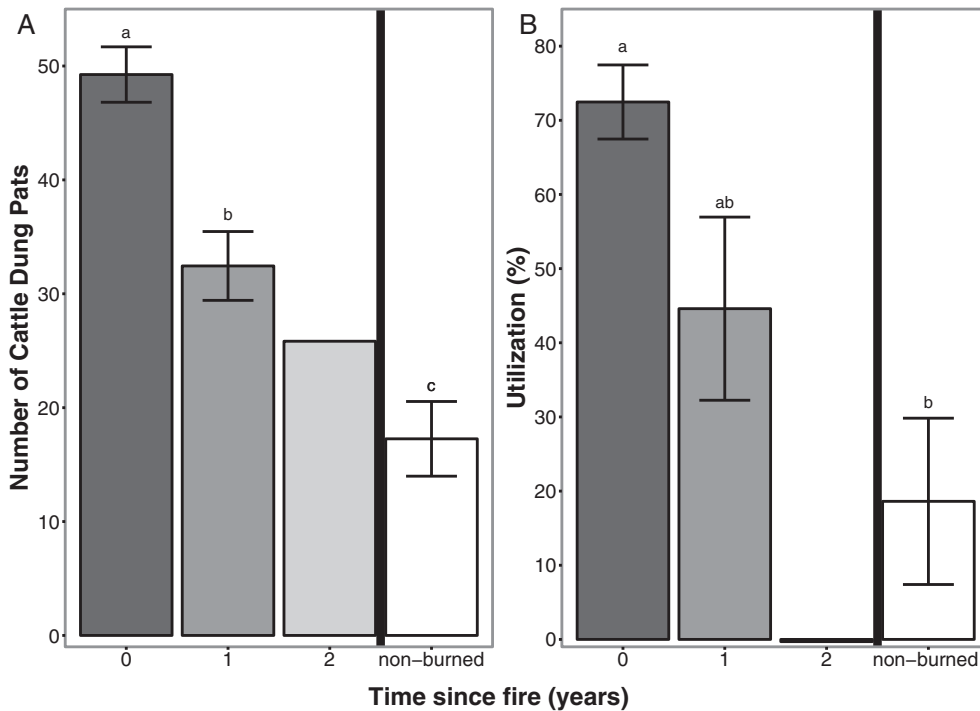 A
Number of Cattle Dung Pats
50
40
30
20
10
0
a
b
c
0 1 2 non–burned
B
Utilization (%)
80
70
60
50
40
30
20
10
0
a
ab
b
0 1 2 non–burned
Time since fire (years)